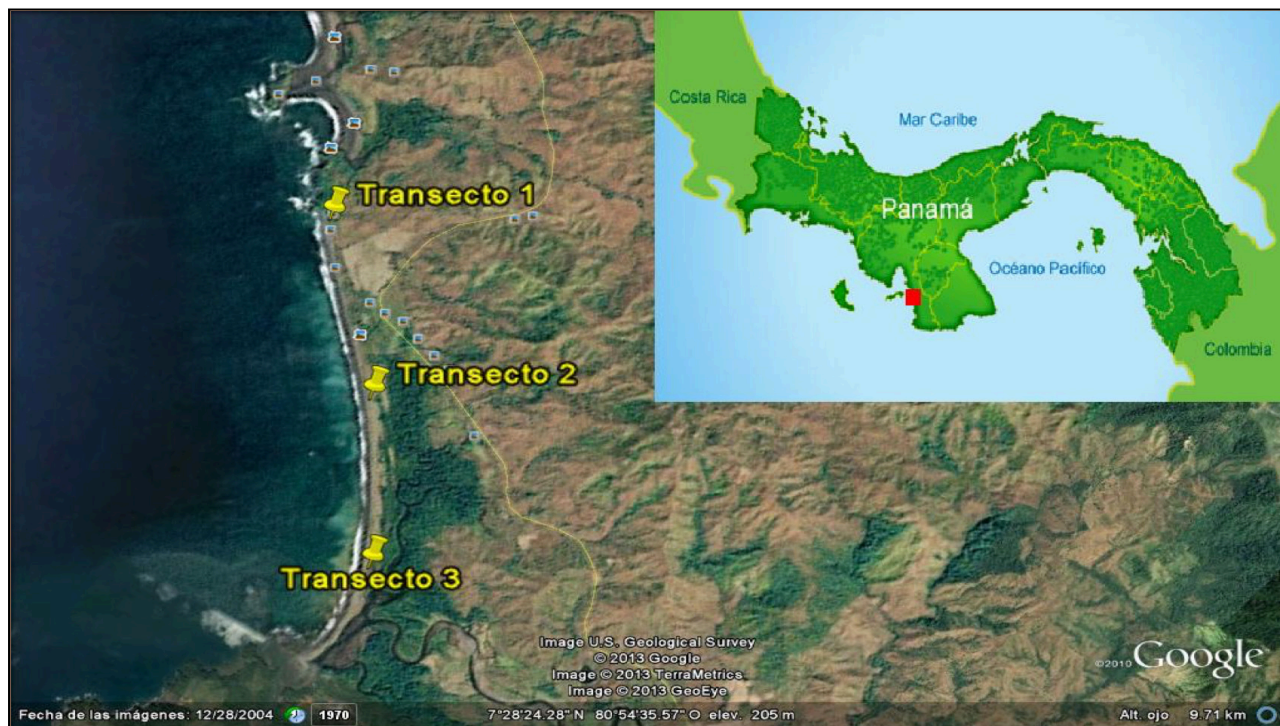 Transecto 1
Transecto 2
Transecto 3
Costa Rica
Mar Caribe
Panamá
Océano Pacífico
Colombia
Image U.S. Geological Survey
© 2013 Google
Image © 2013 TerraMetrics
Image © 2013 GeoEye
©2010 Google
Fecha de las imágenes: 12/28/2004 1970 7°28'24.28" N 80°54'35.57" O elev. 205 m Alt. ojo 9.71 km